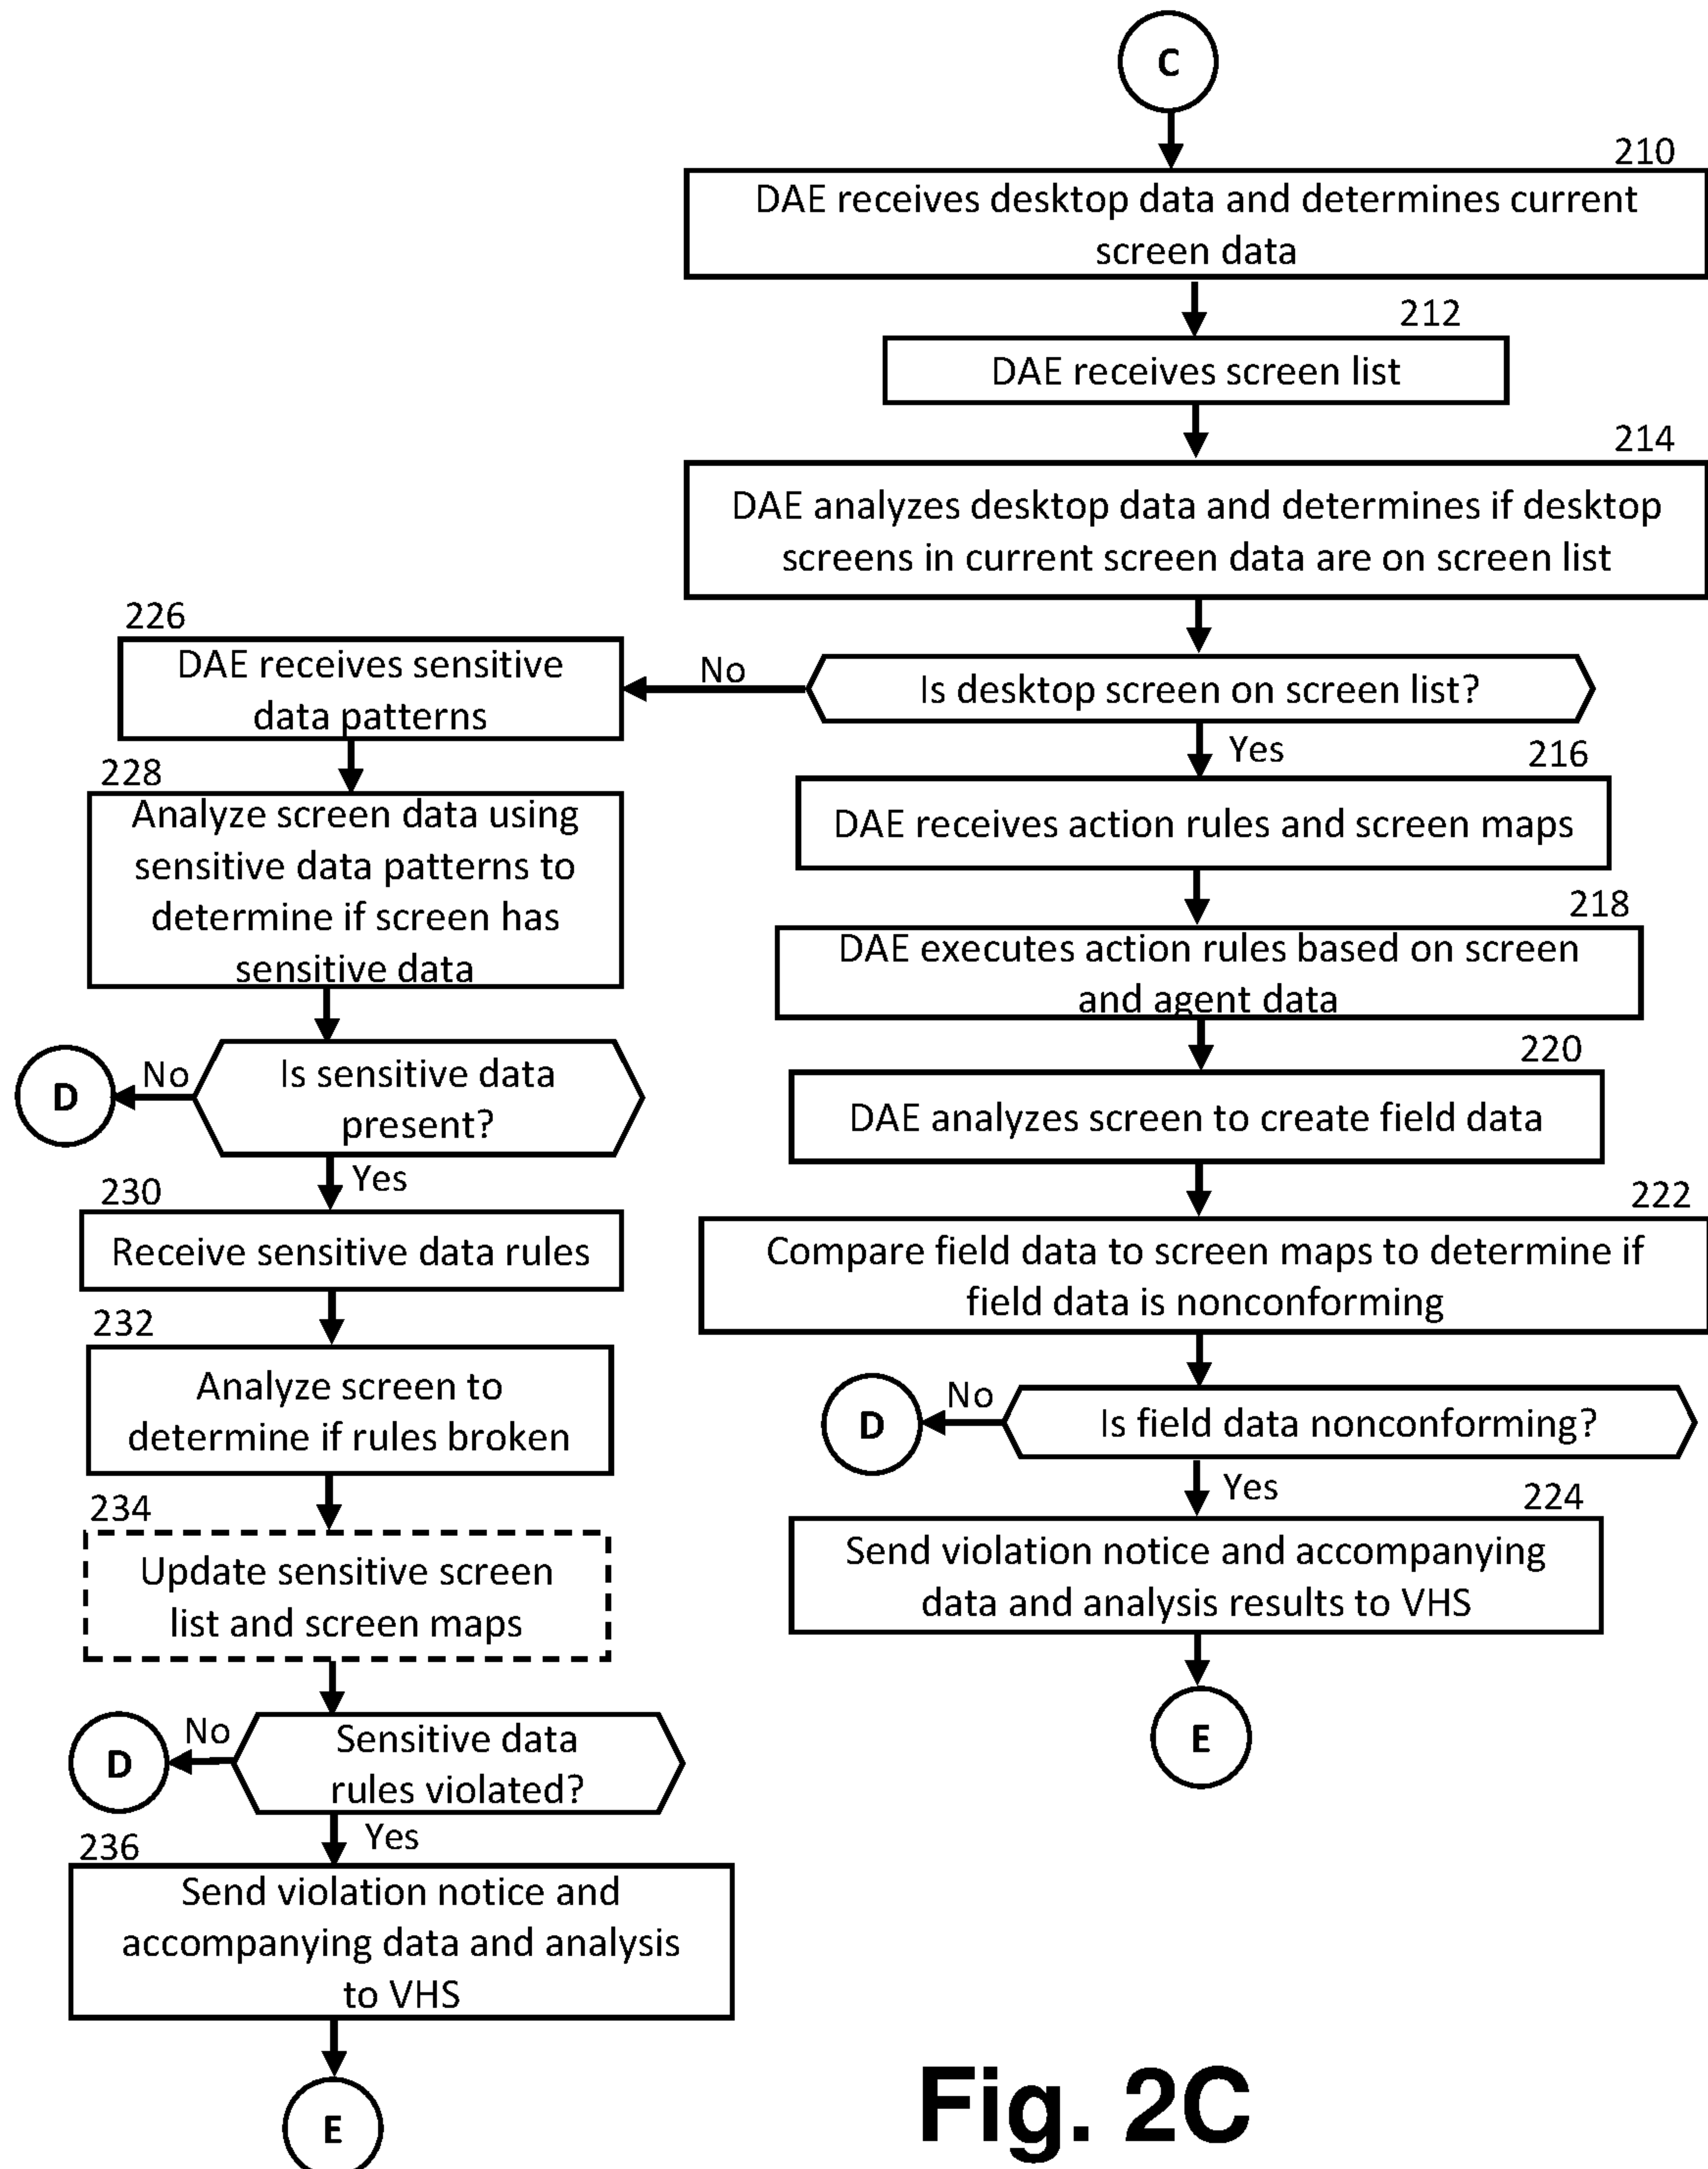 C
210
DAE receives desktop data and determines current
screen data
212
DAE receives screen list
214
DAE analyzes desktop data and determines if desktop
screens in current screen data are on screen list
Is desktop screen on screen list?
No
Yes
216
DAE receives action rules and screen maps
218
DAE executes action rules based on screen
and agent data
220
DAE analyzes screen to create field data
222
Compare field data to screen maps to determine if
field data is nonconforming
Is field data nonconforming?
No
D
Yes
224
Send violation notice and accompanying
data and analysis results to VHS
E
226
DAE receives sensitive
data patterns
228
Analyze screen data using
sensitive data patterns to
determine if screen has
sensitive data
Is sensitive data
present?
No
D
Yes
230
Receive sensitive data rules
232
Analyze screen to
determine if rules broken
234
Update sensitive screen
list and screen maps
Sensitive data
rules violated?
No
D
Yes
236
Send violation notice and
accompanying data and analysis
to VHS
E
Fig. 2C